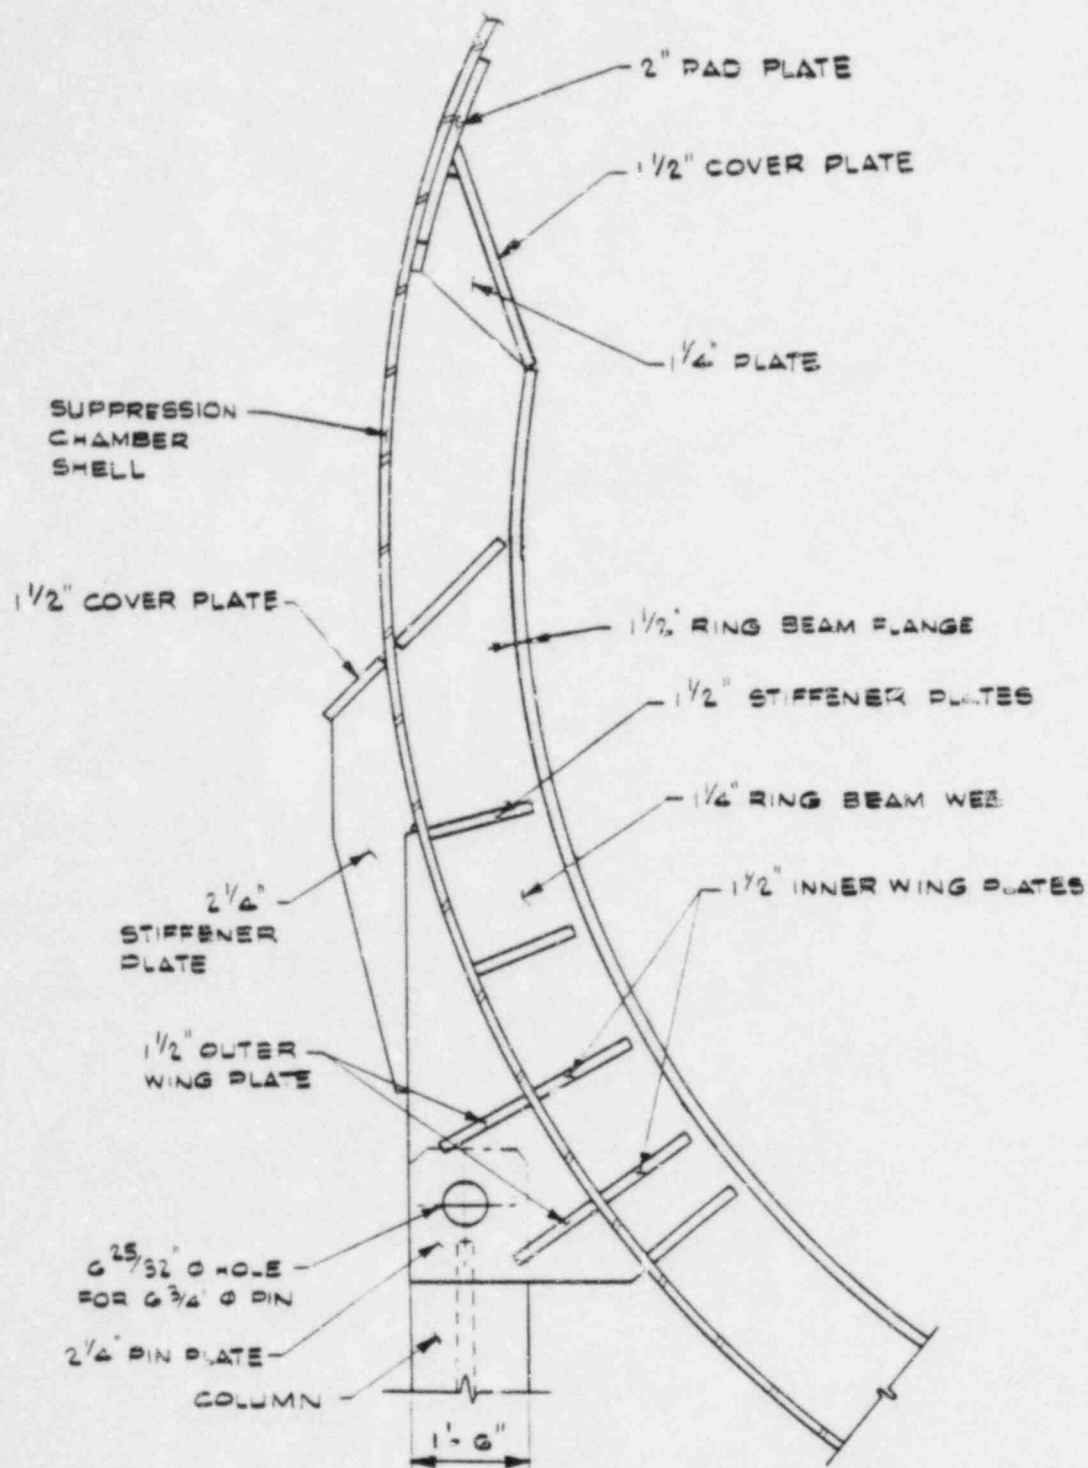 2" PAD PLATE
1 1/2" COVER PLATE
1 1/4" PLATE
SUPPRESSION
CHAMBER
SHELL
1 1/2" COVER PLATE
1 1/2" RING BEAM FLANGE
1 1/2" STIFFENER PLATES
1 1/4" RING BEAM WEB
1 1/2" INNER WING PLATES
2 1/4"
STIFFENER
PLATE
1 1/2" OUTER
WING PLATE
6 25/32" Ø HOLE
FOR 6 3/4" Ø PIN
2 1/4" PIN PLATE
COLUMN
1'-6"